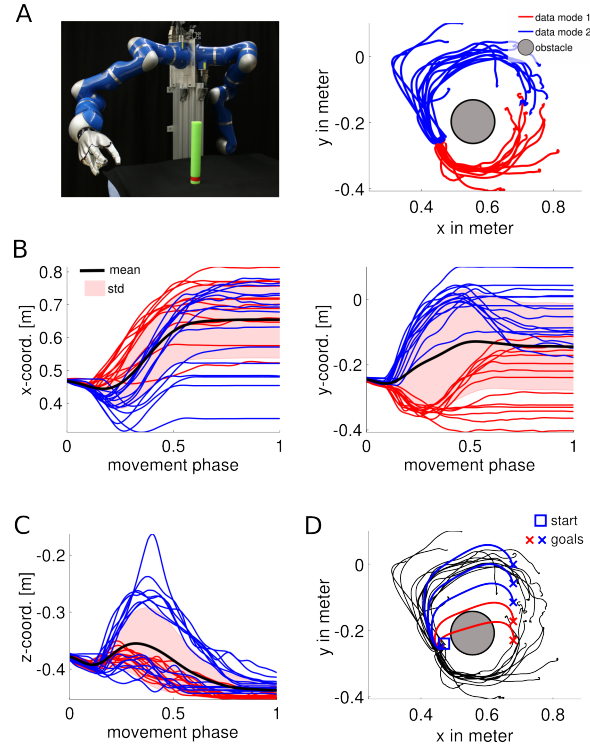 A
data mode 1
data mode 2
obstacle
y in meter
0
-0.2
-0.4
0.4 0.6 0.8
x in meter
B
mean
std
x-coord. [m]
0.8
0.7
0.6
0.5
0.4
0 0.5 1
movement phase
y-coord. [m]
0
-0.2
-0.4
0 0.5 1
movement phase
C
z-coord. [m]
-0.2
-0.3
-0.4
0 0.5 1
movement phase
D
start
goals
y in meter
0
-0.2
-0.4
0.4 0.6 0.8
x in meter